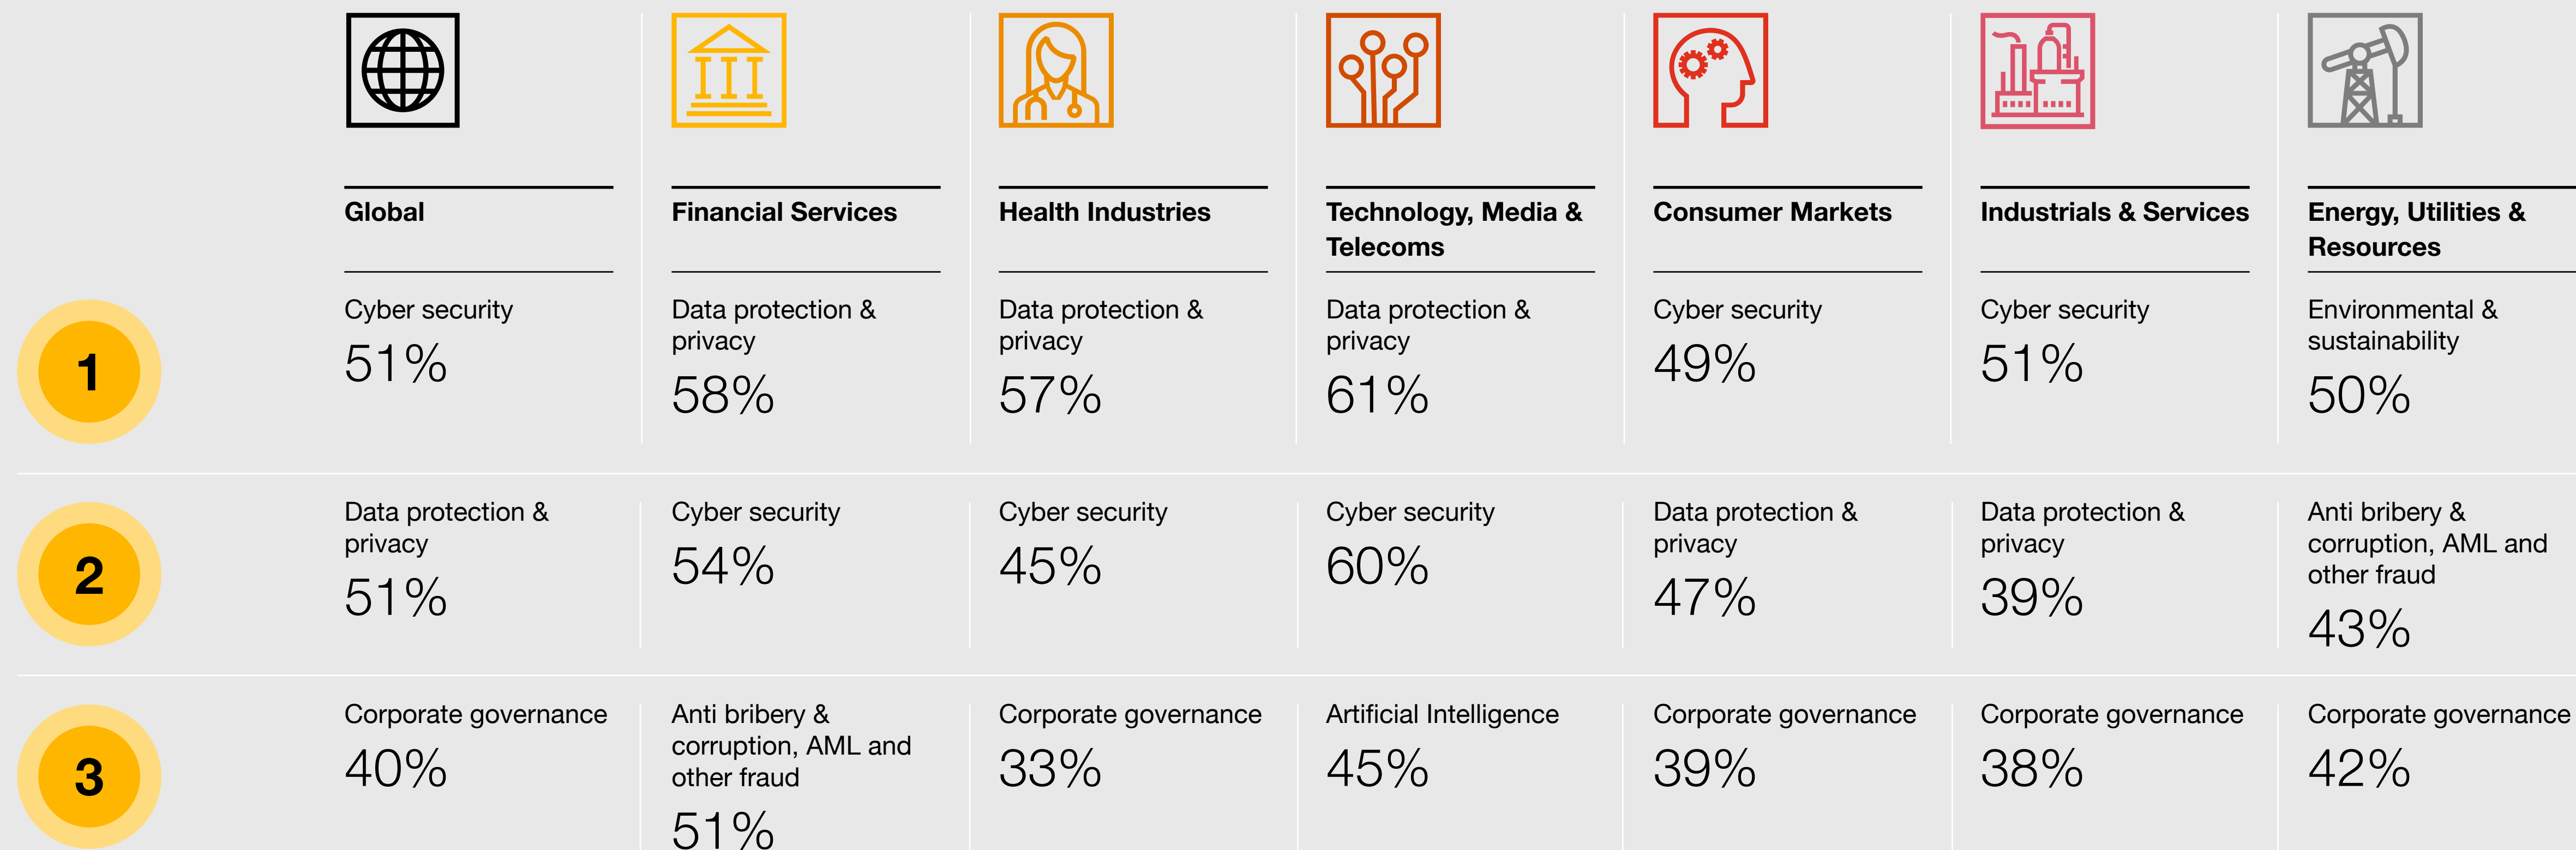 Global
Financial Services
Health Industries
Technology, Media &
Telecoms
Consumer Markets
Industrials & Services
Energy, Utilities &
Resources
1
Cyber security
51%
Data protection &
privacy
58%
Data protection &
privacy
57%
Data protection &
privacy
61%
Cyber security
49%
Cyber security
51%
Environmental &
sustainability
50%
2
Data protection &
privacy
51%
Cyber security
54%
Cyber security
45%
Cyber security
60%
Data protection &
privacy
47%
Data protection &
privacy
39%
Anti bribery &
corruption, AML and
other fraud
43%
3
Corporate governance
40%
Anti bribery &
corruption, AML and
other fraud
51%
Corporate governance
33%
Artificial Intelligence
45%
Corporate governance
39%
Corporate governance
38%
Corporate governance
42%